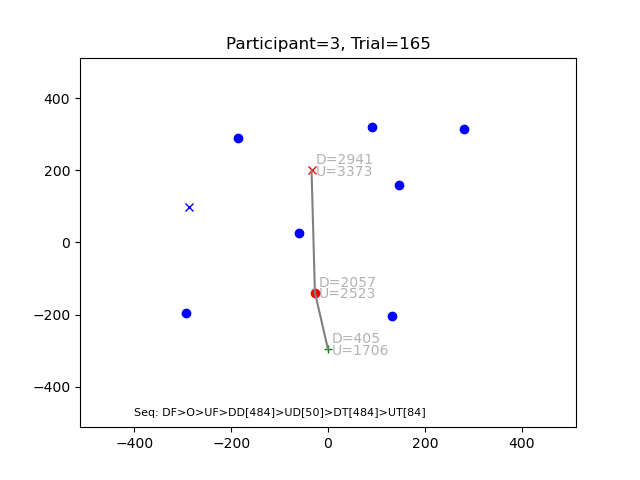 Participant=3, Trial=165
400
200
0
−200
−400
D=2941
U=3373
D=2057
U=2523
D=405
U=1706
Seq: DF>O>UF>DD[484]>UD[50]>DT[484]>UT[84]
−400 −200 0 200 400